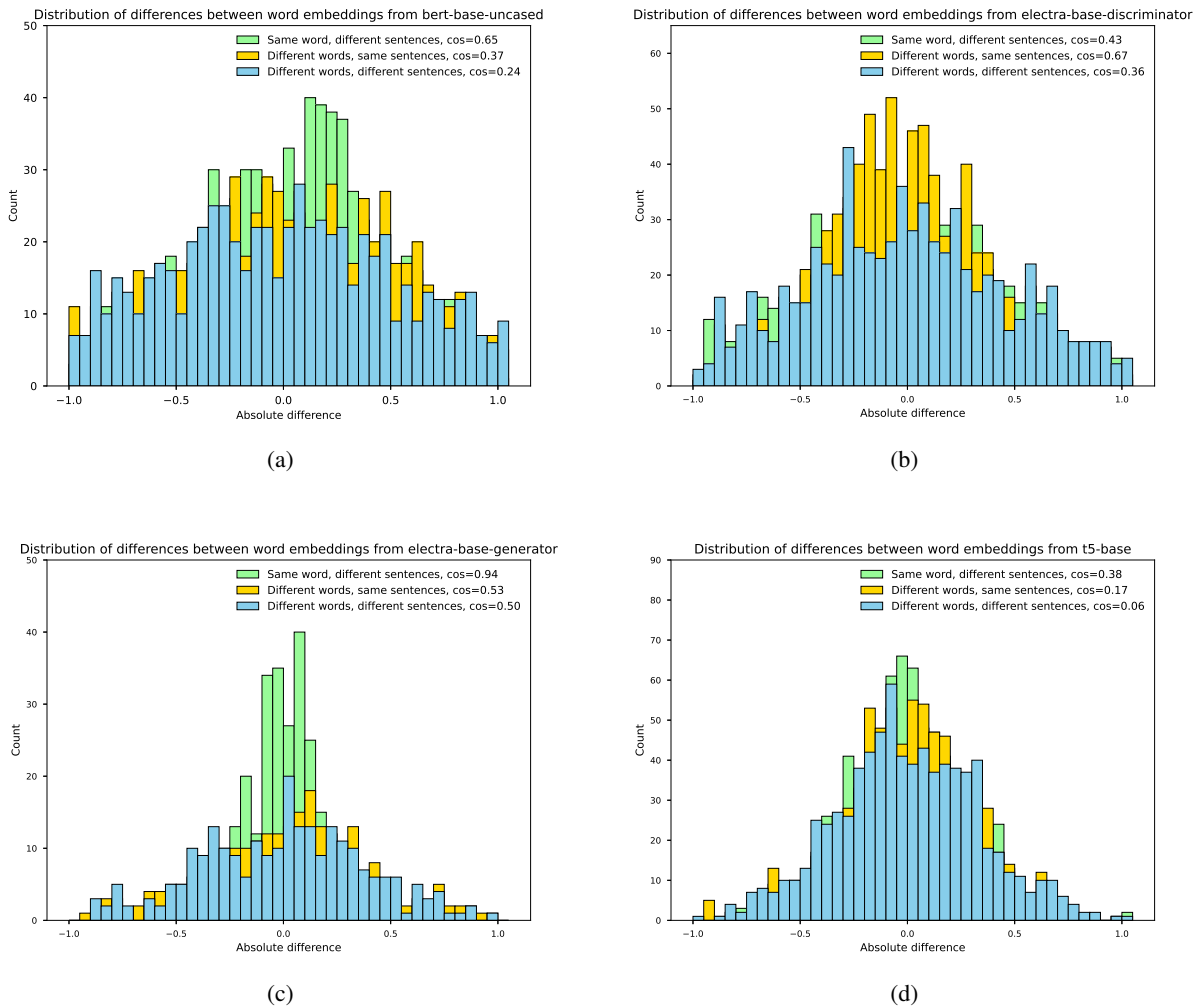 Distribution of differences between word embeddings from bert-base-uncased
50
40
30
20
10
0
Count
Same word, different sentences, cos=0.65
Different words, same sentences, cos=0.37
Different words, different sentences, cos=0.24
−1.0 −0.5 0.0 0.5 1.0
Absolute difference
(a)
Distribution of differences between word embeddings from electra-base-discriminator
60
50
40
30
20
10
0
Count
Same word, different sentences, cos=0.43
Different words, same sentences, cos=0.67
Different words, different sentences, cos=0.36
−1.0 −0.5 0.0 0.5 1.0
Absolute difference
(b)
Distribution of differences between word embeddings from electra-base-generator
50
40
30
20
10
0
Count
Same word, different sentences, cos=0.94
Different words, same sentences, cos=0.53
Different words, different sentences, cos=0.50
−1.0 −0.5 0.0 0.5 1.0
Absolute difference
(c)
Distribution of differences between word embeddings from t5-base
90
80
70
60
50
40
30
20
10
0
Count
Same word, different sentences, cos=0.38
Different words, same sentences, cos=0.17
Different words, different sentences, cos=0.06
−1.0 −0.5 0.0 0.5 1.0
Absolute difference
(d)